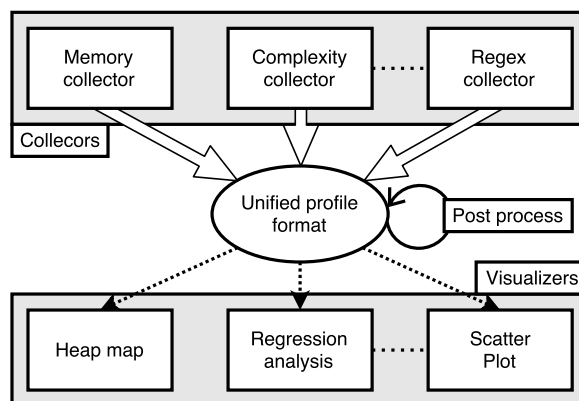 Memory
collector
Complexity
collector
Regex
collector
Collecors
Unified profile
format
Post process
Visualizers
Heap map
Regression
analysis
Scatter
Plot